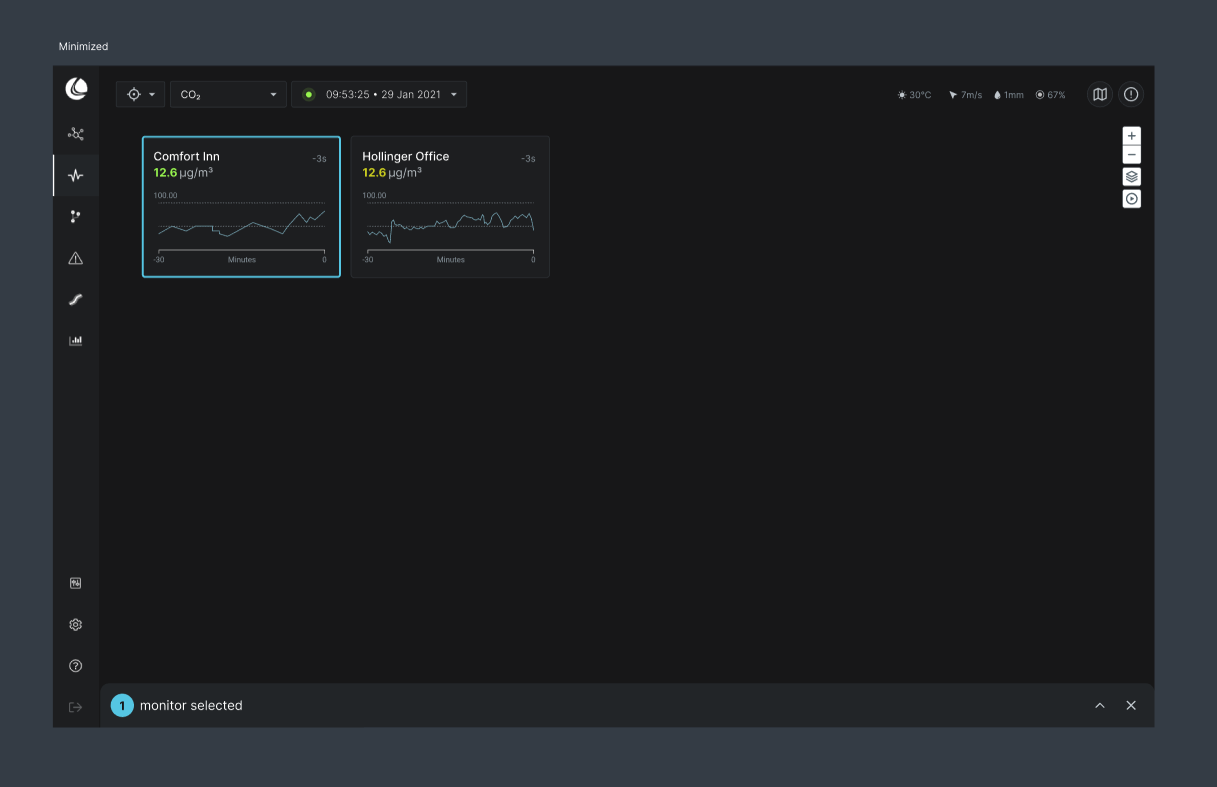 Minimized
CO₂
09:53:25 • 29 Jan 2021
30°C
7m/s
1mm
67%
Comfort Inn
-3s
12.6 µg/m³
100.00
-30
Minutes
0
Hollinger Office
-3s
12.6 µg/m³
100.00
-30
Minutes
0
1 monitor selected